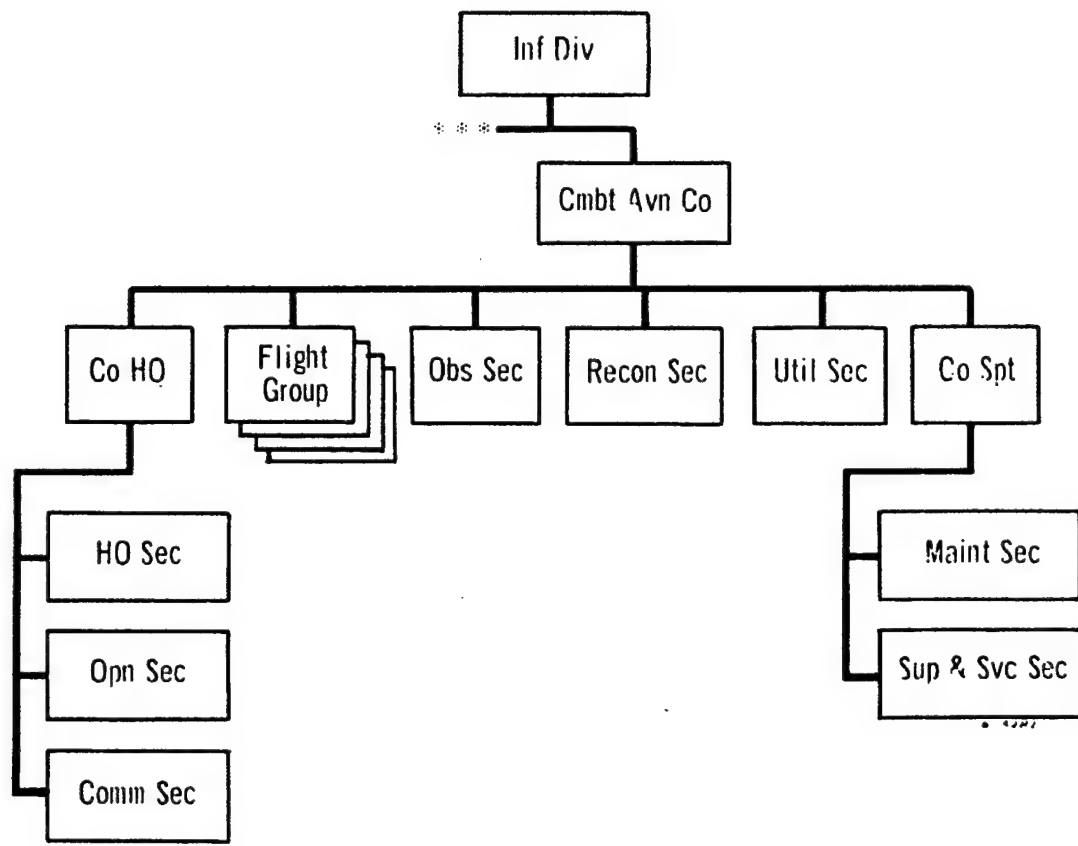 Inf Div
* * *
Cmbt Avn Co
Co HQ
Flight
Group
Obs Sec
Recon Sec
Util Sec
Co Spt
HQ Sec
Maint Sec
Opn Sec
Sup & Svc Sec
Comm Sec